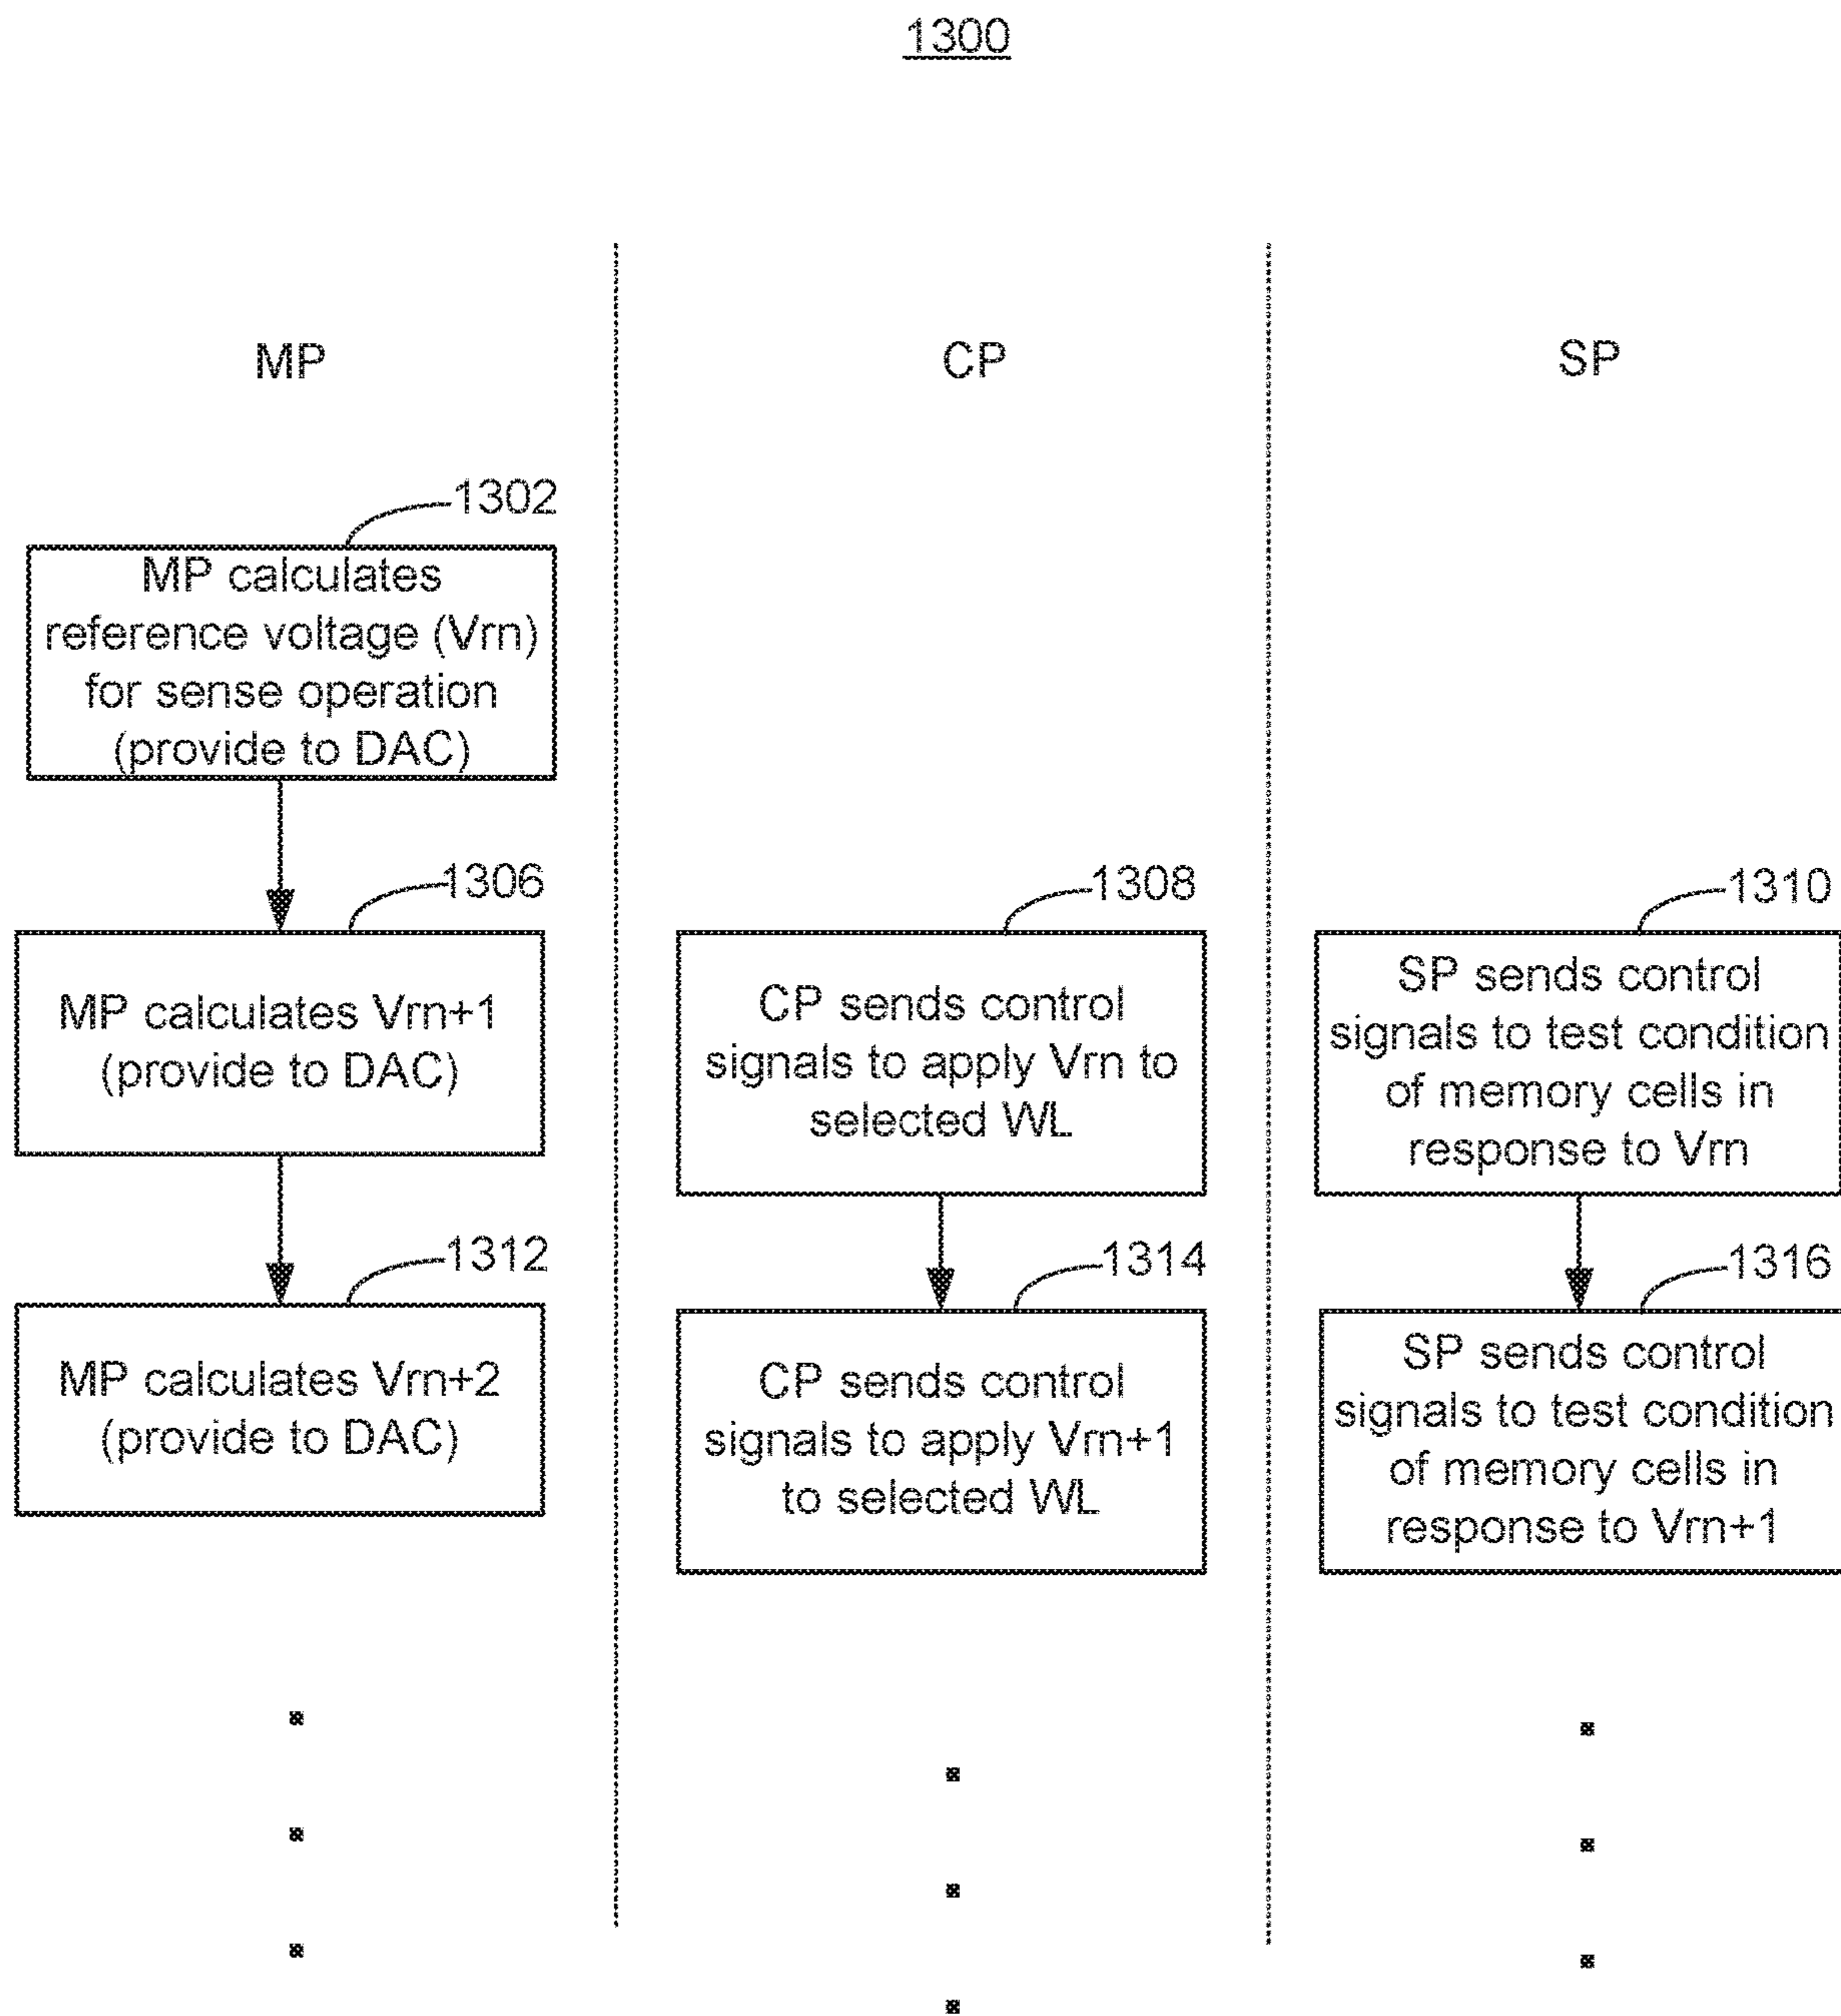 1300
MP
CP
SP
1302
MP calculates
reference voltage (Vrn)
for sense operation
(provide to DAC)
1306
MP calculates Vrn+1
(provide to DAC)
1308
CP sends control
signals to apply Vrn to
selected WL
1310
SP sends control
signals to test condition
of memory cells in
response to Vrn
1312
MP calculates Vrn+2
(provide to DAC)
1314
CP sends control
signals to apply Vrn+1
to selected WL
1316
SP sends control
signals to test condition
of memory cells in
response to Vrn+1